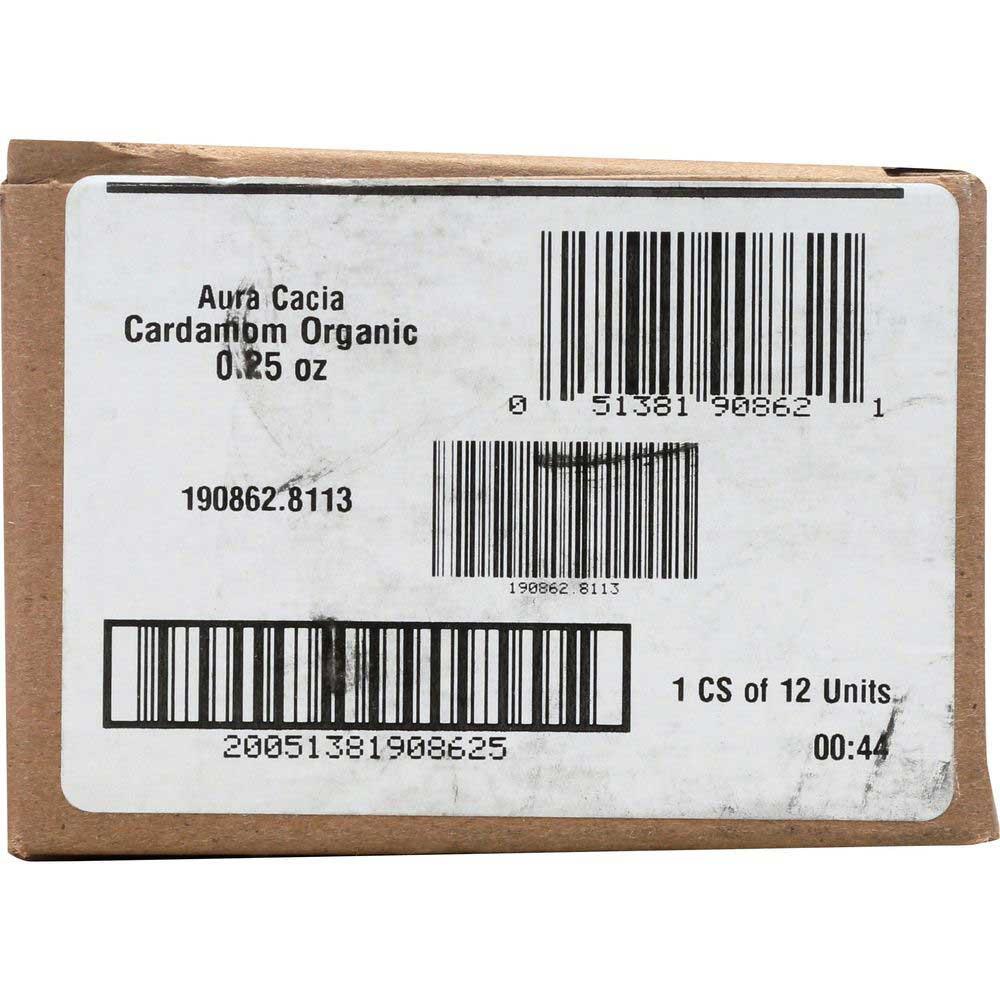 Aura Cacia
Cardamom Organic
0.25 oz
0 51381 90862 1
190862.8113
190862.8113
20051381908625
1 CS of 12 Units
00:44